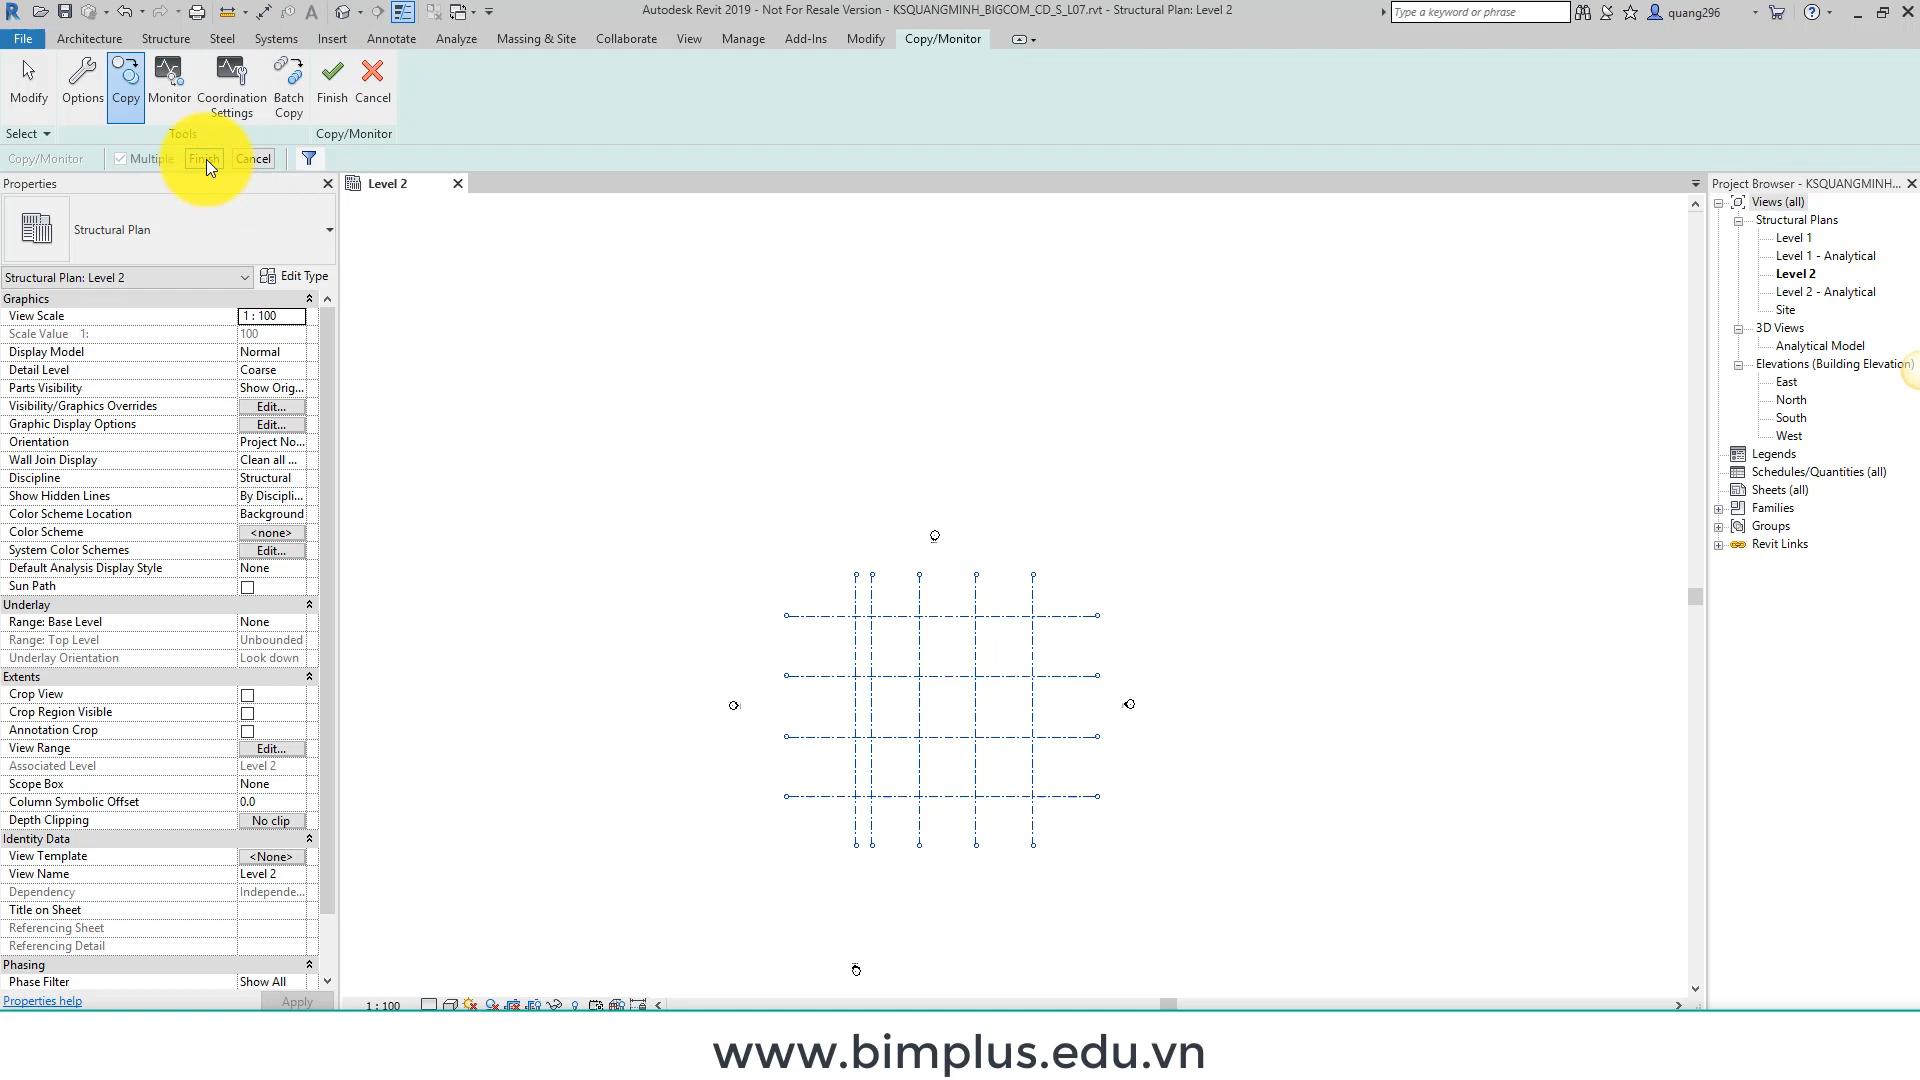 Autodesk Revit 2019 - Not For Resale Version - KSQUANGMINH_BIGCOM_CD_S_L07.rvt - Structural Plan: Level 2
Type a keyword or phrase
quang296
File Architecture Structure Steel Systems Insert Annotate Analyze Massing & Site Collaborate View Manage Add-Ins Modify Copy/Monitor
Modify Options Copy Monitor Coordination Settings Batch Copy Finish Cancel
Select Tools Copy/Monitor
Copy/Monitor Multiple Finish Cancel
Properties
Structural Plan
Structural Plan: Level 2 Edit Type
Graphics
View Scale 1 : 100
Scale Value 1: 100
Display Model Normal
Detail Level Coarse
Parts Visibility Show Orig...
Visibility/Graphics Overrides Edit...
Graphic Display Options Edit...
Orientation Project No...
Wall Join Display Clean all ...
Discipline Structural
Show Hidden Lines By Discipli...
Color Scheme Location Background
Color Scheme <none>
System Color Schemes Edit...
Default Analysis Display Style None
Sun Path
Underlay
Range: Base Level None
Range: Top Level Unbounded
Underlay Orientation Look down
Extents
Crop View
Crop Region Visible
Annotation Crop
View Range Edit...
Associated Level Level 2
Scope Box None
Column Symbolic Offset 0.0
Depth Clipping No clip
Identity Data
View Template <None>
View Name Level 2
Dependency Independe...
Title on Sheet
Referencing Sheet
Referencing Detail
Phasing
Phase Filter Show All
Properties help Apply
Level 2
1 : 100
Project Browser - KSQUANGMINH...
Views (all)
Structural Plans
Level 1
Level 1 - Analytical
Level 2
Level 2 - Analytical
Site
3D Views
Analytical Model
Elevations (Building Elevation)
East
North
South
West
Legends
Schedules/Quantities (all)
Sheets (all)
Families
Groups
Revit Links
www.bimplus.edu.vn